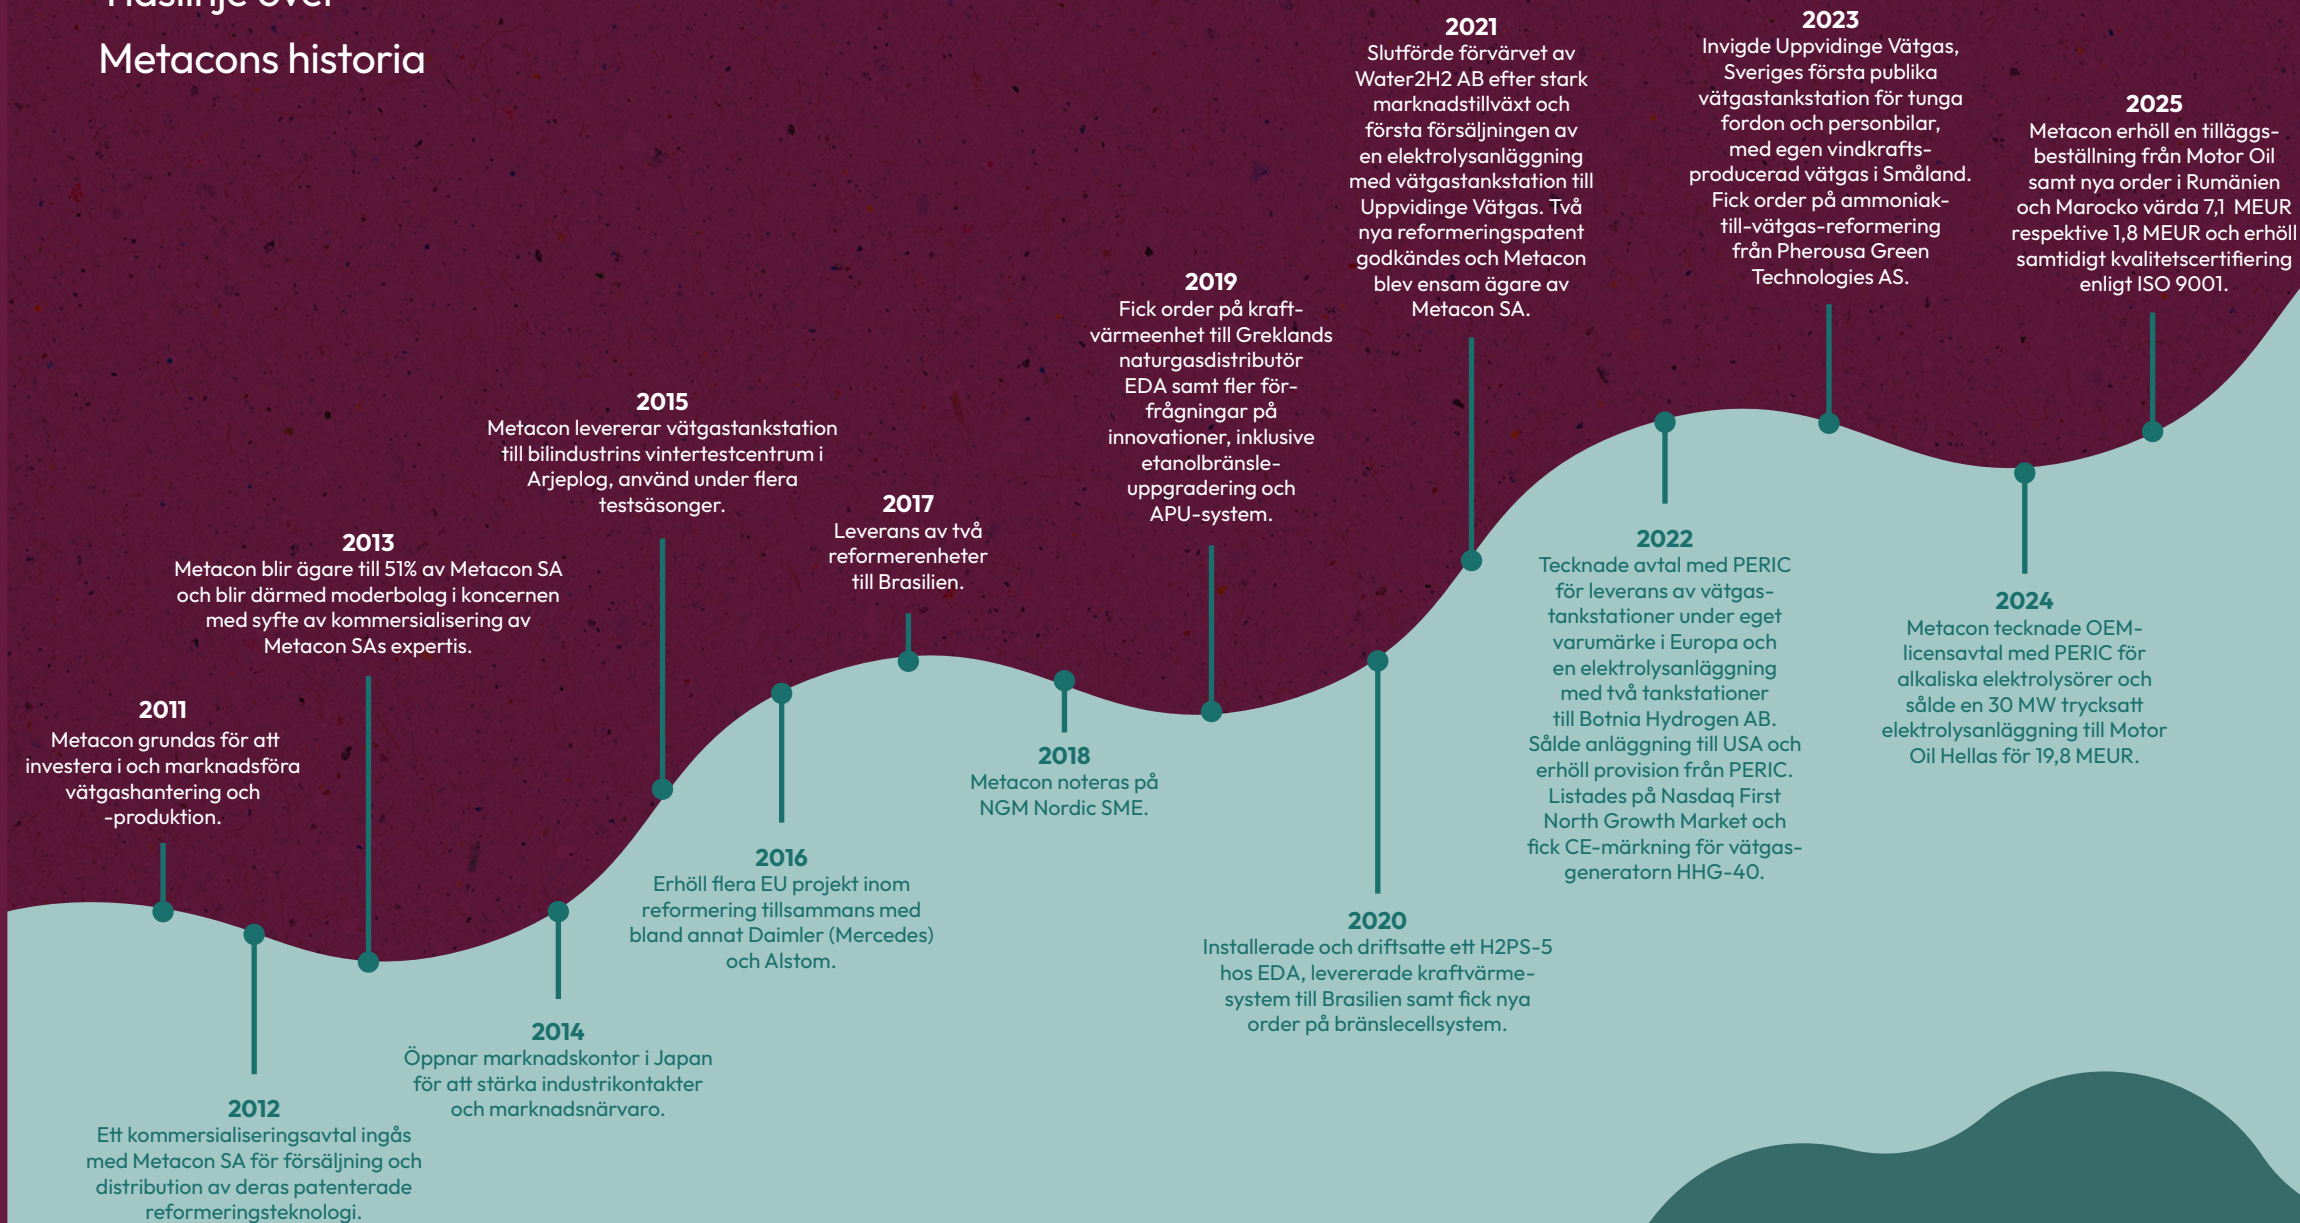 över
Metacons historia
2011
Metacon grundas för att
investera i och marknadsföra
vätgashantering och
-produktion.
2012
Ett kommersialiseringsavtal ingås
med Metacon SA för försäljning och
distribution av deras patenterade
reformeringsteknologi.
2013
Metacon blir ägare till 51% av Metacon SA
och blir därmed moderbolag i koncernen
med syfte av kommersialisering av
Metacon SAs expertis.
2014
Öppnar marknadskontor i Japan
för att stärka industrikontakter
och marknadsnärvaro.
2015
Metacon levererar vätgastankstation
till bilindustrins vintertestcentrum i
Arjeplog, använd under flera
testsäsonger.
2016
Erhöll flera EU projekt inom
reformering tillsammans med
bland annat Daimler (Mercedes)
och Alstom.
2017
Leverans av två
reformerenheter
till Brasilien.
2018
Metacon noteras på
NGM Nordic SME.
2019
Fick order på kraft-
värmeenhet till Greklands
naturgasdistributör
EDA samt fler för-
frågningar på
innovationer, inklusive
etanolbränsle-
uppgradering och
APU-system.
2020
Installerade och driftsatte ett H2PS-5
hos EDA, levererade kraftvärme-
system till Brasilien samt fick nya
order på bränslecellsystem.
2021
Slutförde förvärvet av
Water2H2 AB efter stark
marknadstillväxt och
första försäljningen av
en elektrolysanläggning
med vätgastankstation till
Uppvidinge Vätgas. Två
nya reformeringspatent
godkändes och Metacon
blev ensam ägare av
Metacon SA.
2022
Tecknade avtal med PERIC
för leverans av vätgas-
tankstationer under eget
varumärke i Europa och
en elektrolysanläggning
med två tankstationer
till Botnia Hydrogen AB.
Sålde anläggning till USA och
erhöll provision från PERIC.
Listades på Nasdaq First
North Growth Market och
fick CE-märkning för vätgas-
generatorn HHG-40.
2023
Invigde Uppvidinge Vätgas,
Sveriges första publika
vätgastankstation för tunga
fordon och personbilar,
med egen vindkrafts-
producerad vätgas i Småland.
Fick order på ammoniak-
till-vätgas-reformering
från Pherousa Green
Technologies AS.
2024
Metacon tecknade OEM-
licensavtal med PERIC för
alkaliska elektrolysörer och
sålde en 30 MW trycksatt
elektrolysanläggning till Motor
Oil Hellas för 19,8 MEUR.
2025
Metacon erhöll en tilläggs-
beställning från Motor Oil
samt nya order i Rumänien
och Marocko värda 7,1 MEUR
respektive 1,8 MEUR och erhöll
samtidigt kvalitetscertifiering
enligt ISO 9001.